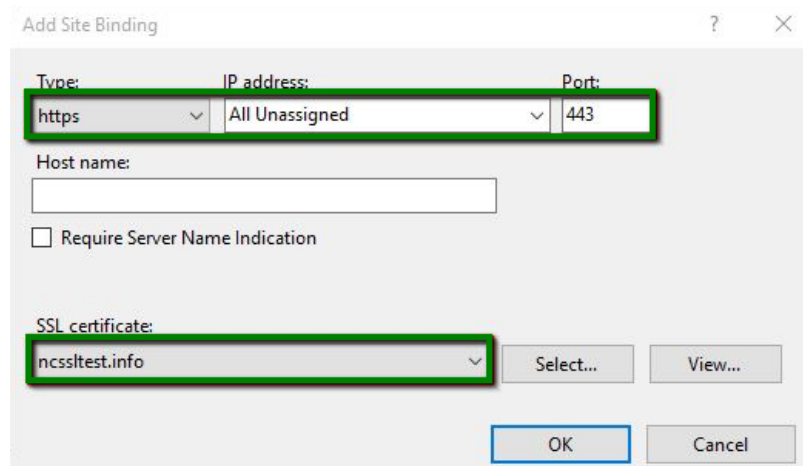 Add Site Binding ?
Type: IP address: Port:
https All Unassigned 443
Host name:
Require Server Name Indication
SSL certificate:
ncssltest.info Select... View...
OK Cancel